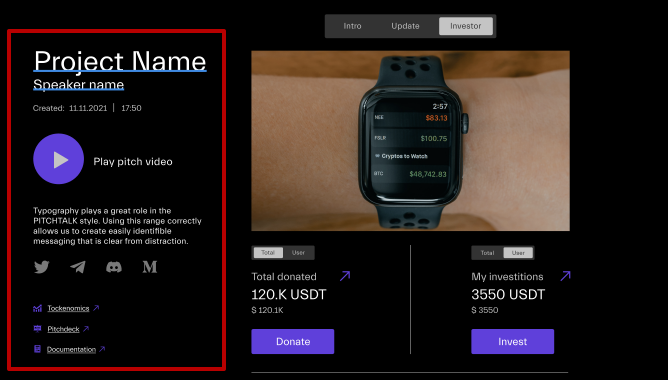 Project Name
Speaker name
Created: 11.11.2021 | 17:50
Play pitch video
Typography plays a great role in the
PITCHTALK style. Using this range correctly
allows us to create easily identifible
messaging that is clear from distraction.
Tockenomics
Pitchdeck
Documentation
Intro Update Investor
2:57
NEE $83.13
FSLR $100.75
Cryptos to Watch
BTC $48,742.83
Total User
Total donated
120.K USDT
$ 120.1K
Donate
Total User
My investitions
3550 USDT
$ 3550
Invest